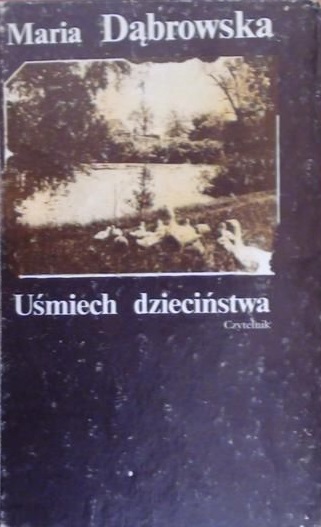 Maria Dąbrowska
Uśmiech dzieciństwa
Czytelnik